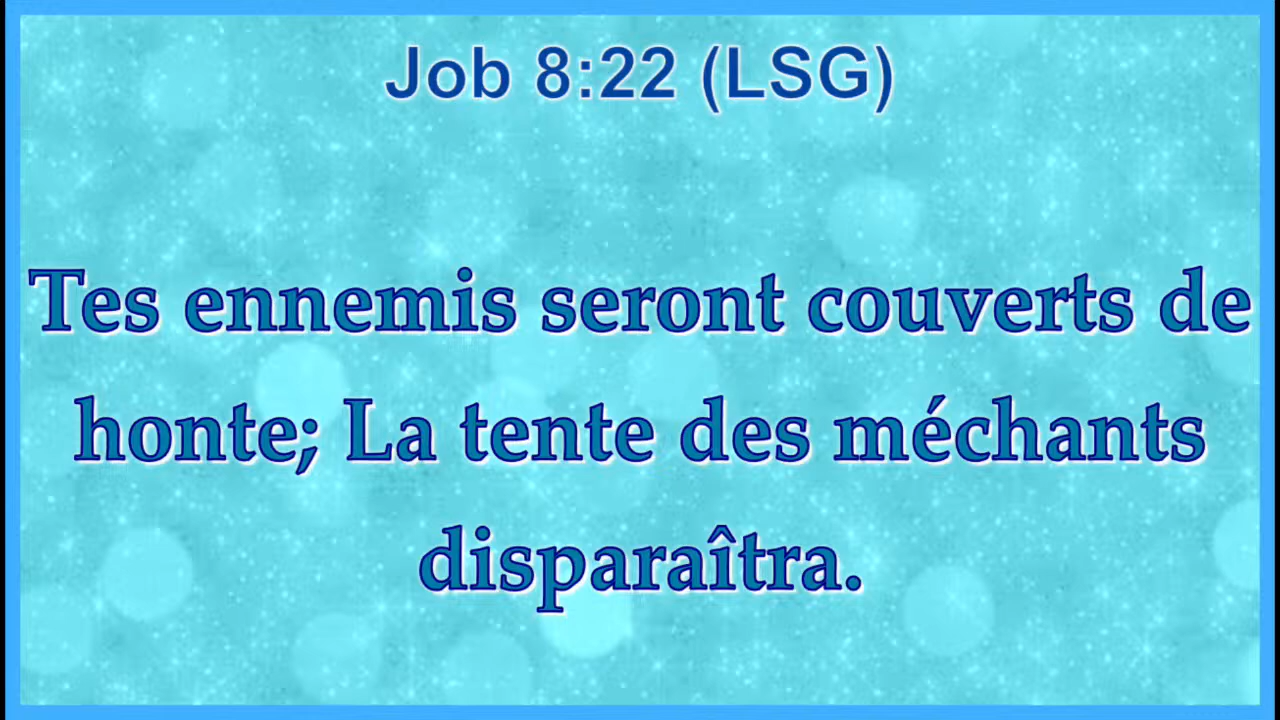 Job 8:22 (LSG)
Tes ennemis seront couverts de
honte; La tente des méchants
disparaîtra.